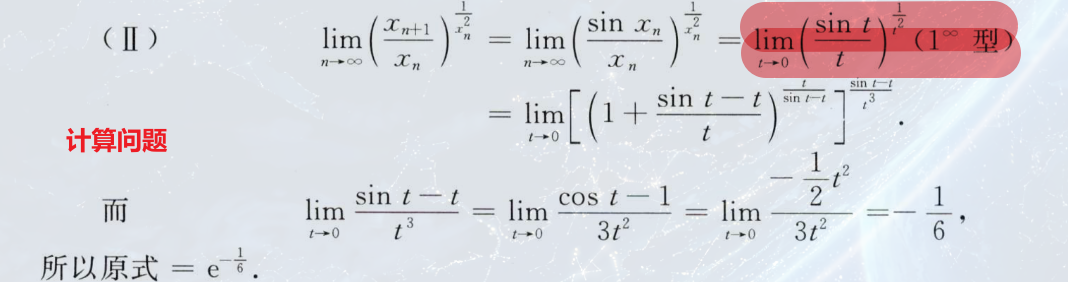 (Ⅱ) lim_{n→∞} (x_{n+1}/x_n)^{1/x_n^2} = lim_{n→∞} (sin x_n/x_n)^{1/x_n^2} = lim_{t→0} (sin t/t)^{1/t^2} (1^∞ 型)
= lim_{t→0} [(1 + (sin t − t)/t)^{t/(sin t−t)}]^{(sin t−t)/t^3}.
计算问题
而 lim_{t→0} (sin t − t)/t^3 = lim_{t→0} (cos t − 1)/3t^2 = lim_{t→0} (−1/2 t^2)/3t^2 = −1/6,
所以原式 = e^{−1/6}.